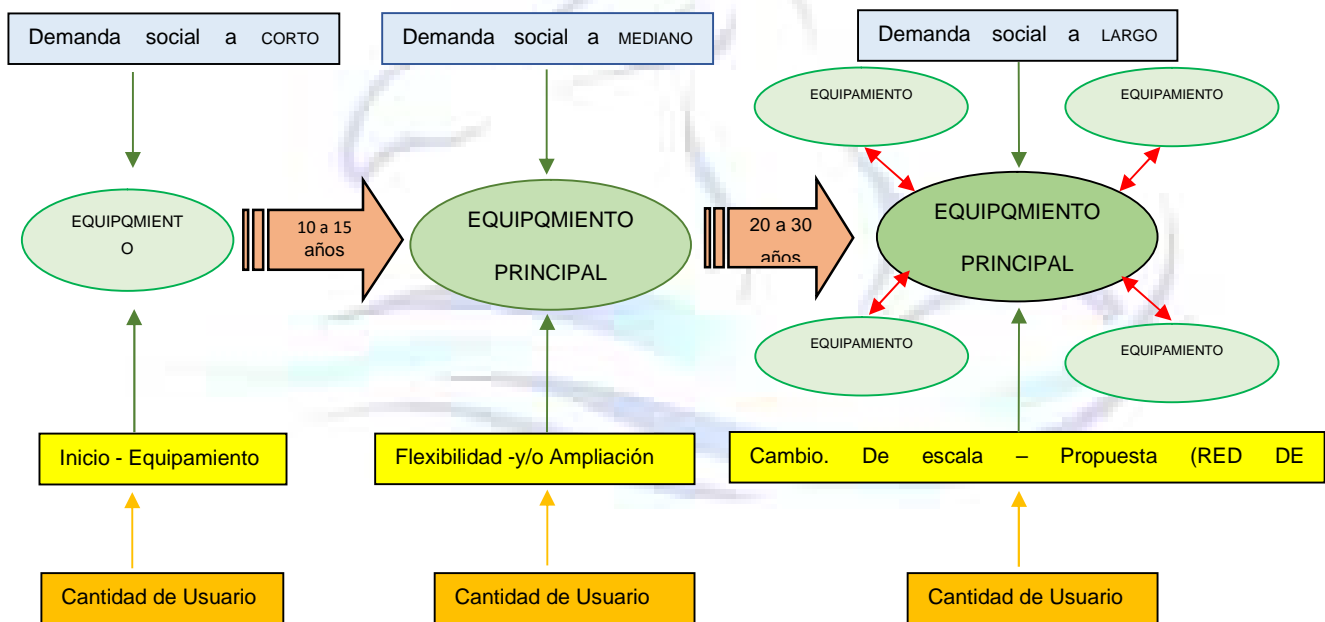 Demanda social a CORTO
Demanda social a MEDIANO
Demanda social a LARGO
EQUIPAMIENTO
EQUIPAMIENTO
EQUIPQMIENT
O
10 a 15
años
EQUIPQMIENTO
PRINCIPAL
20 a 30
años
EQUIPQMIENTO
PRINCIPAL
EQUIPAMIENTO
EQUIPAMIENTO
Inicio - Equipamiento
Flexibilidad -y/o Ampliación
Cambio. De escala – Propuesta (RED DE
Cantidad de Usuario
Cantidad de Usuario
Cantidad de Usuario